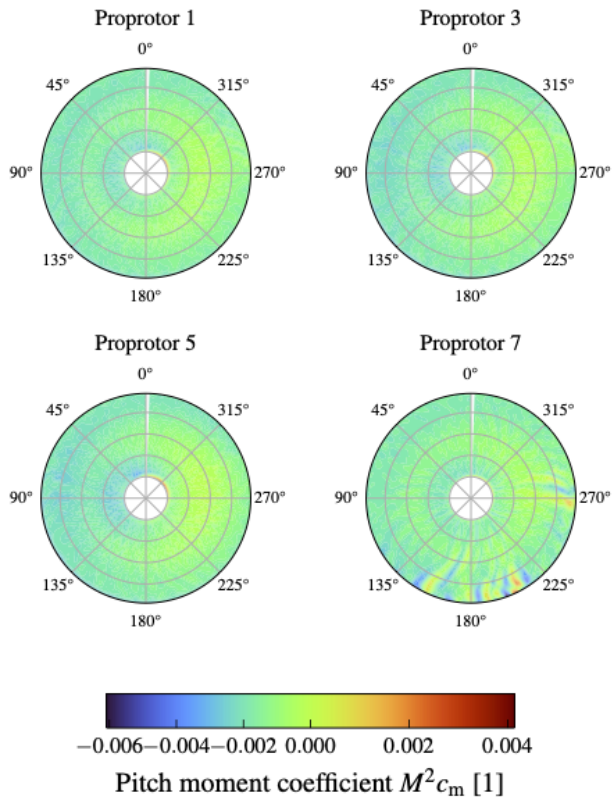 Proprotor 1 Proprotor 3
0° 0°
45° 315° 45° 315°
90° 270° 90° 270°
135° 225° 135° 225°
180° 180°
Proprotor 5 Proprotor 7
0° 0°
45° 315° 45° 315°
90° 270° 90° 270°
135° 225° 135° 225°
180° 180°
−0.006 −0.004 −0.002 0.000 0.002 0.004
Pitch moment coefficient M²cₘ [1]